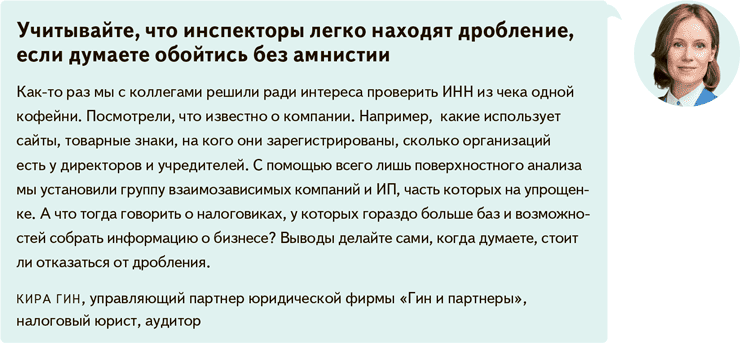 Учитывайте, что инспекторы легко находят дробление,
если думаете обойтись без амнистии
Как-то раз мы с коллегами решили ради интереса проверить ИНН из чека одной
кофейни. Посмотрели, что известно о компании. Например, какие использует
сайты, товарные знаки, на кого они зарегистрированы, сколько организаций
есть у директоров и учредителей. С помощью всего лишь поверхностного анализа
мы установили группу взаимозависимых компаний и ИП, часть которых на упрощен-
ке. А что тогда говорить о налоговиках, у которых гораздо больше баз и возможно-
стей собрать информацию о бизнесе? Выводы делайте сами, когда думаете, стоит
ли отказаться от дробления.
КИРА ГИН, управляющий партнер юридической фирмы «Гин и партнеры»,
налоговый юрист, аудитор